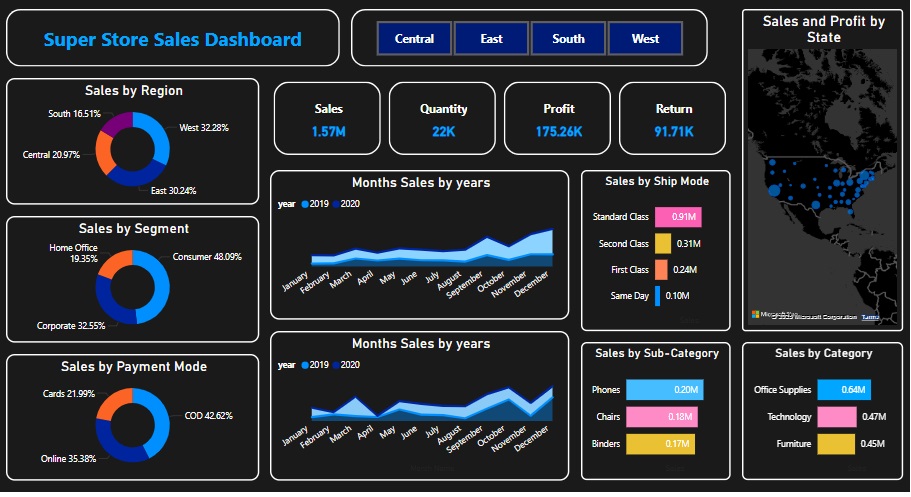 Super Store Sales Dashboard
Central East South West
Sales and Profit by
State
Sales by Region
South 16.51%
West 32.28%
Central 20.97%
East 30.24%
Sales
1.57M
Quantity
22K
Profit
175.26K
Return
91.71K
Sales by Segment
Home Office
19.35%
Consumer 48.09%
Corporate 32.55%
Months Sales by years
year 2019 2020
January February March April May June July August September October November December
Sales by Ship Mode
Standard Class 0.91M
Second Class 0.31M
First Class 0.24M
Same Day 0.10M
Microsoft Corporation Terms
Sales by Payment Mode
Cards 21.99%
COD 42.62%
Online 35.38%
Months Sales by years
year 2019 2020
January February March April May June July August September October November December
Sales by Sub-Category
Phones 0.20M
Chairs 0.18M
Binders 0.17M
Sales by Category
Office Supplies 0.64M
Technology 0.47M
Furniture 0.45M